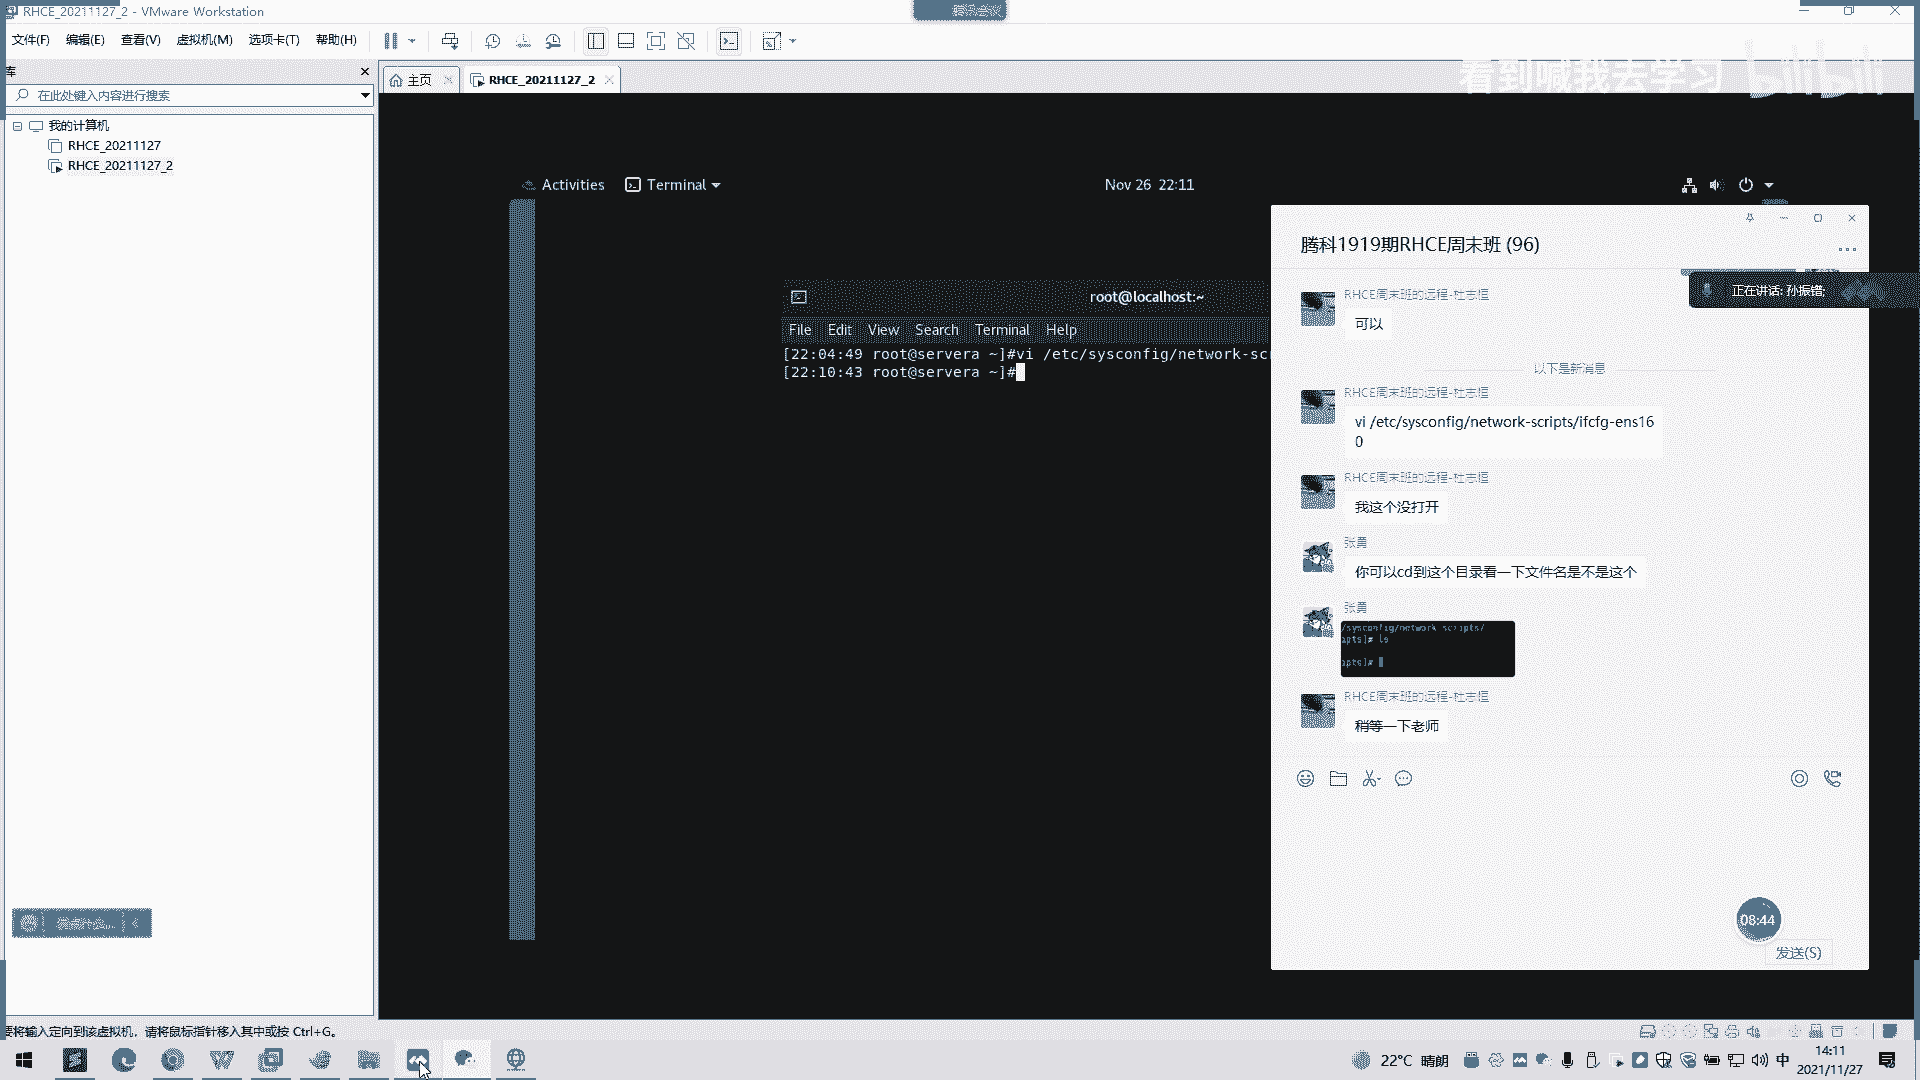 RHCE_20211127_2 - VMware Workstation
腾讯会议
文件(F) 编辑(E) 查看(V) 虚拟机(M) 选项卡(T) 帮助(H)
库
主页
RHCE_20211127_2
看到喊我去学习
bilibili
在此处键入内容进行搜索
我的计算机
RHCE_20211127
RHCE_20211127_2
Activities
Terminal
Nov 26 22:11
root@localhost:~
File Edit View Search Terminal Help
[22:04:49 root@servera ~]#vi /etc/sysconfig/network-sc
[22:10:43 root@servera ~]#
腾科1919期RHCE周末班 (96)
正在讲话: 孙振锴;
RHCE周末班的远程-杜志恒
可以
以下是新消息
RHCE周末班的远程-杜志恒
vi /etc/sysconfig/network-scripts/ifcfg-ens16
0
RHCE周末班的远程-杜志恒
我这个没打开
张勇
你可以cd到这个目录看一下文件名是不是这个
张勇
/sysconfig/network-scripts/
ipts]# ls
ipts]#
RHCE周末班的远程-杜志恒
稍等一下老师
08:44
发送(S)
要将输入定向到该虚拟机，请将鼠标指针移入其中或按 Ctrl+G。
22°C 晴朗
中
14:11
2021/11/27